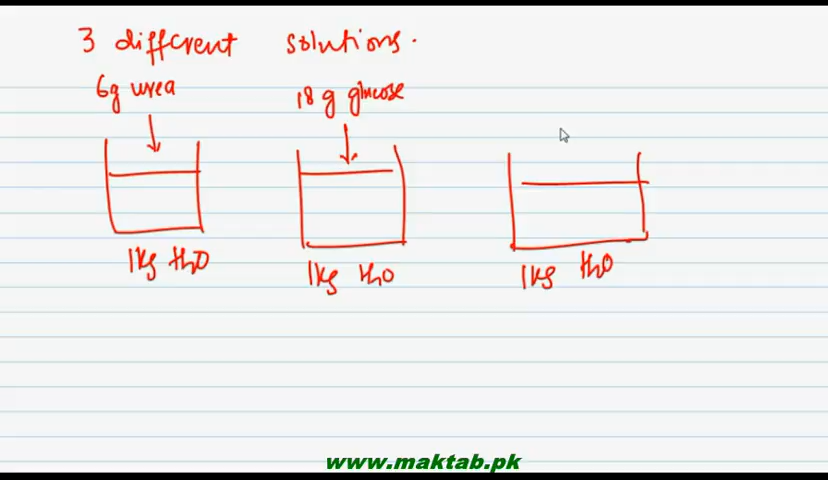 3 different solutions.
6g urea
18 g glucose
1kg H2O
1kg H2O
1kg H2O
www.maktab.pk